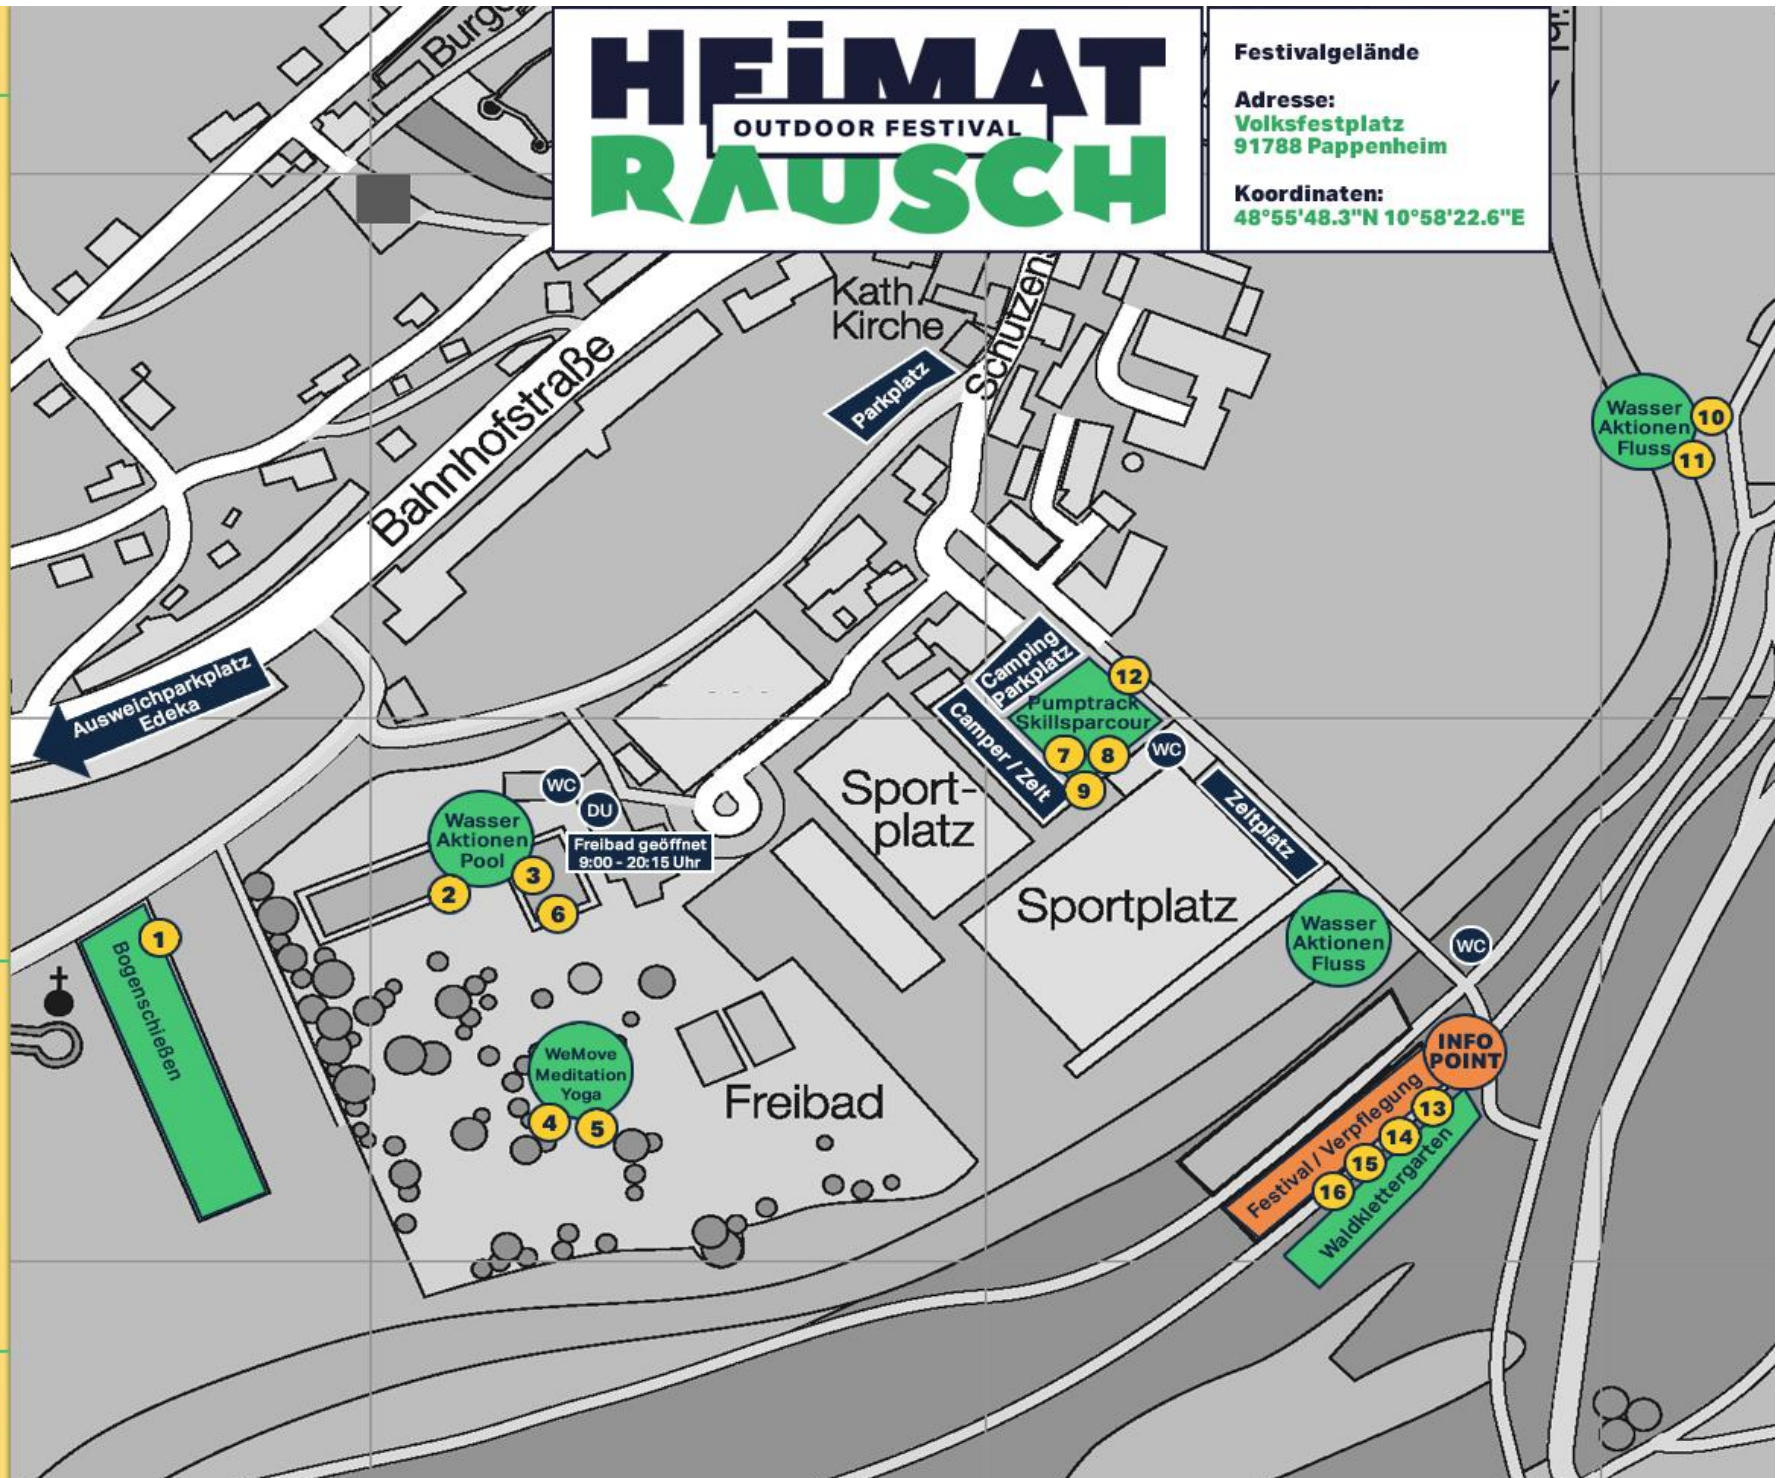 Burg
HEiMAT
OUTDOOR FESTIVAL
RAUSCH
Festivalgelände
Adresse:
Volksfestplatz
91788 Pappenheim
Koordinaten:
48°55'48.3"N 10°58'22.6"E
Kath.
Kirche
Schützens
Parkplatz
Bahnhofstraße
Wasser
Aktionen
Fluss
10
11
Ausweichparkplatz
Edeka
Camping
Parkplatz
12
Pumptrack
Skillsparcour
7
8
9
Camper / Zelt
WC
Zeltplatz
Sport-
platz
Sportplatz
WC
DU
Freibad geöffnet
9:00 - 20:15 Uhr
Wasser
Aktionen
Pool
2
3
6
1
Bogenschießen
Wasser
Aktionen
Fluss
WC
INFO
POINT
WeMove
Meditation
Yoga
4
5
Freibad
Festival / Verpflegung
13
14
15
16
Waldklettergarten